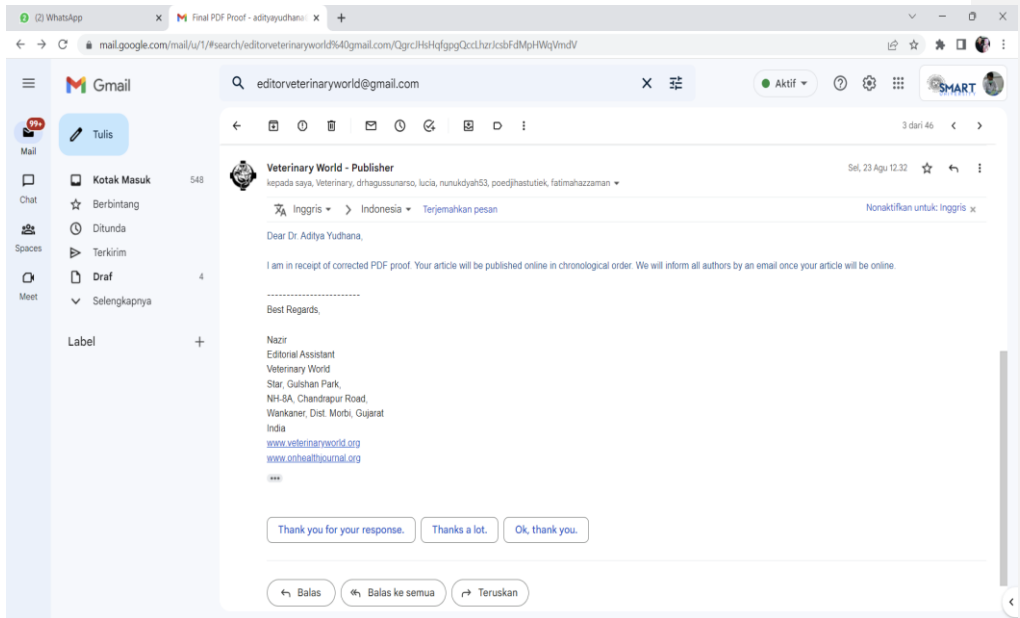 (2) WhatsApp
Final PDF Proof - adityayudhana
mail.google.com/mail/u/1/#search/editorveterinaryworld%40gmail.com/QgrcJHsHqfgpgQccLhzrJcsbFdMpHWqVmdV
Gmail
editorveterinaryworld@gmail.com
Aktif
SMART
UNIVERSITY
99+
Mail
Chat
Spaces
Meet
Tulis
Kotak Masuk 548
Berbintang
Ditunda
Terkirim
Draf 4
Selengkapnya
Label
3 dari 46
Veterinary World - Publisher
Sel, 23 Agu 12.32
kepada saya, Veterinary, drhagussunarso, lucia, nunukdyah53, poedjihastutiek, fatimahazzaman
Inggris > Indonesia Terjemahkan pesan
Nonaktifkan untuk: Inggris x
Dear Dr. Aditya Yudhana,
I am in receipt of corrected PDF proof. Your article will be published online in chronological order. We will inform all authors by an email once your article will be online.
-------------------------
Best Regards,
Nazir
Editorial Assistant
Veterinary World
Star, Gulshan Park,
NH-8A, Chandrapur Road,
Wankaner, Dist. Morbi, Gujarat
India
www.veterinaryworld.org
www.onehealthjournal.org
Thank you for your response.
Thanks a lot.
Ok, thank you.
Balas
Balas ke semua
Teruskan